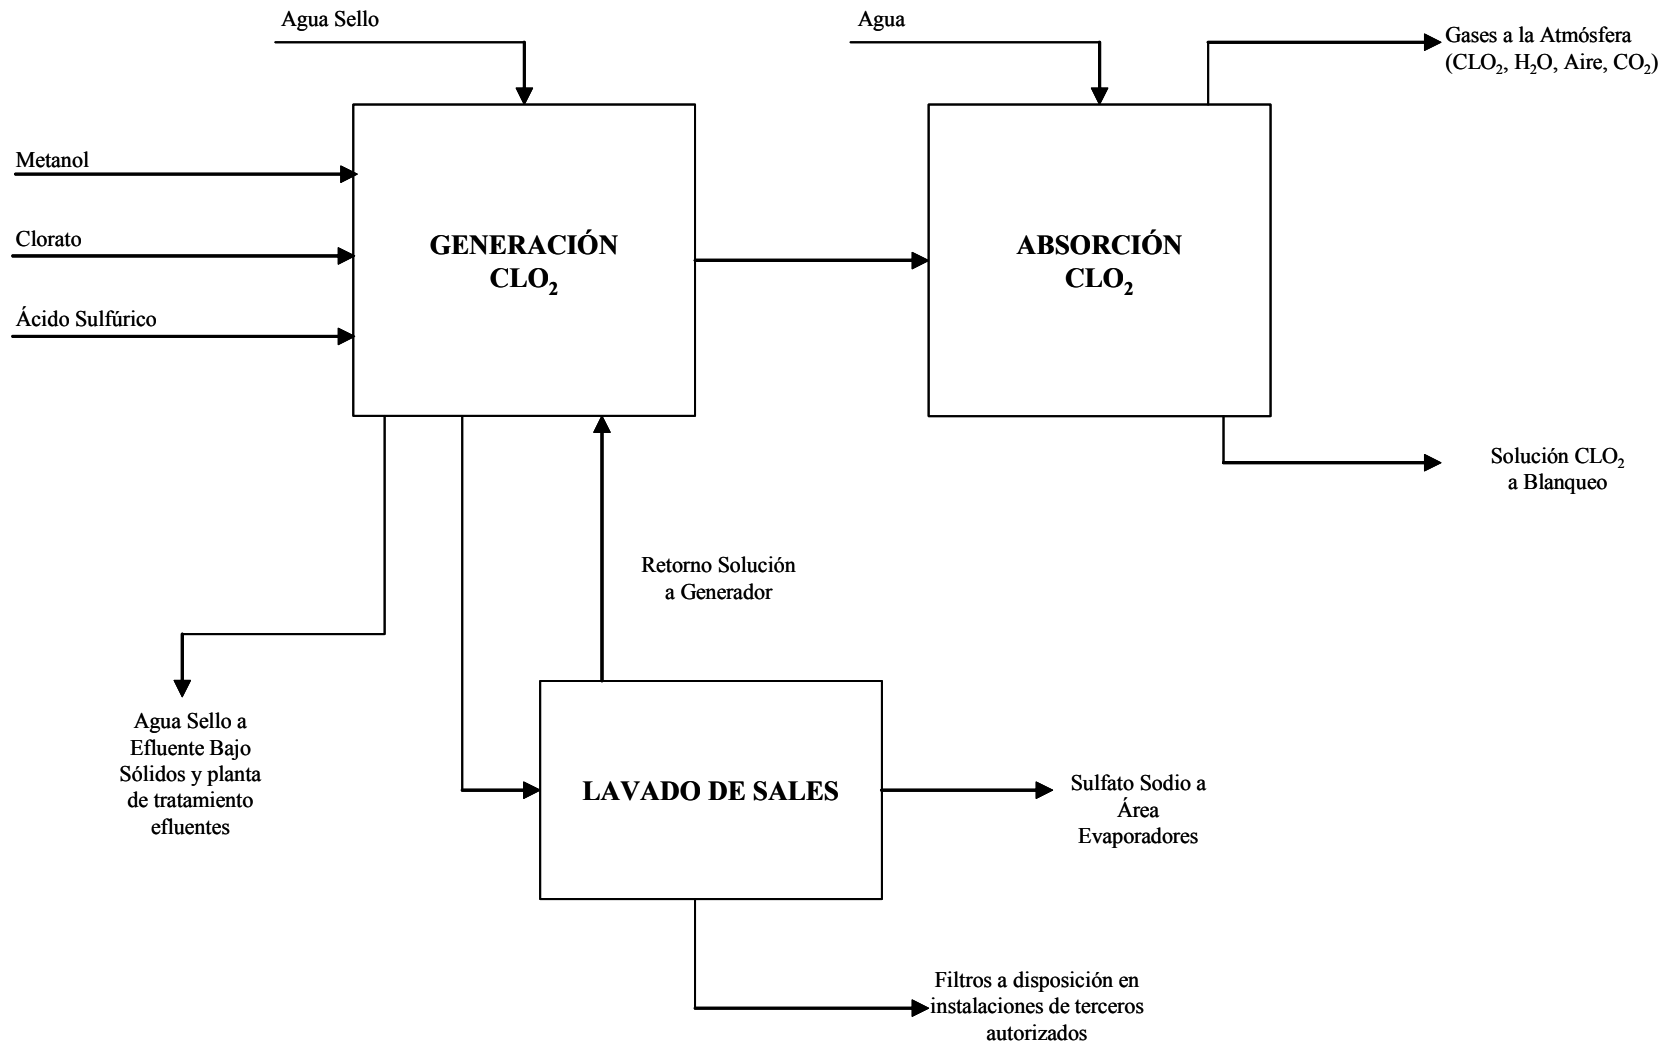 Agua Sello
Agua
Gases a la Atmósfera
(CLO₂, H₂O, Aire, CO₂)
Metanol
Clorato
Ácido Sulfúrico
GENERACIÓN
CLO₂
ABSORCIÓN
CLO₂
Solución CLO₂
a Blanqueo
Retorno Solución
a Generador
Agua Sello a
Efluente Bajo
Sólidos y planta
de tratamiento
efluentes
LAVADO DE SALES
Sulfato Sodio a
Área
Evaporadores
Filtros a disposición en
instalaciones de terceros
autorizados